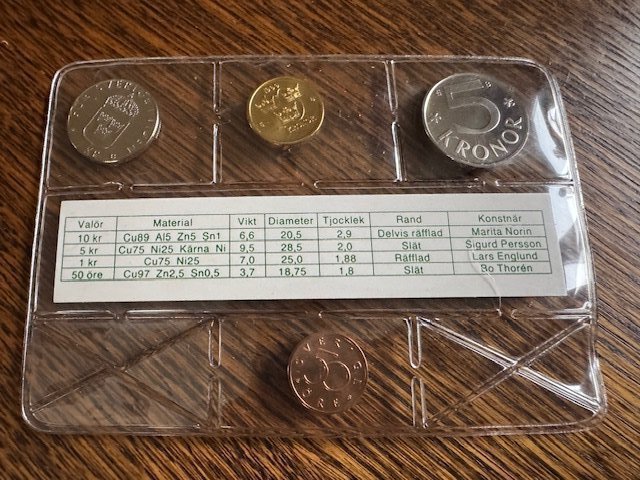 5
KRONOR
Valör Material Vikt Diameter Tjocklek Rand Konstnär
10 kr Cu89 Al5 Zn5 Sn1 6,6 20,5 2,9 Delvis räfflad Marita Norin
5 kr Cu75 Ni25 Kärna Ni 9,5 28,5 2,0 Slät Sigurd Persson
1 kr Cu75 Ni25 7,0 25,0 1,88 Räfflad Lars Englund
50 öre Cu97 Zn2,5 Sn0,5 3,7 18,75 1,8 Slät Bo Thorén
SVERIGE
ÖRE